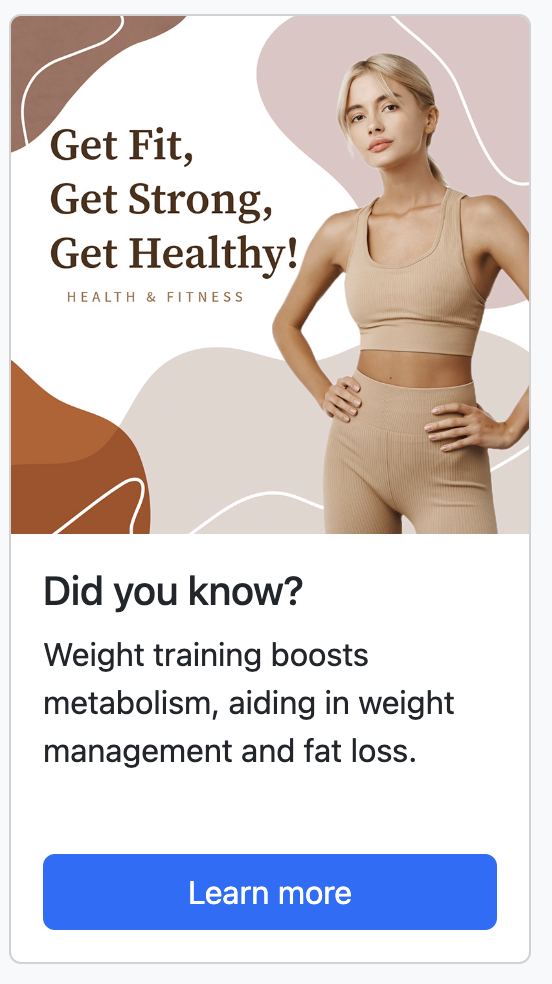 Get Fit,
Get Strong,
Get Healthy!
HEALTH & FITNESS
Did you know?
Weight training boosts
metabolism, aiding in weight
management and fat loss.
Learn more